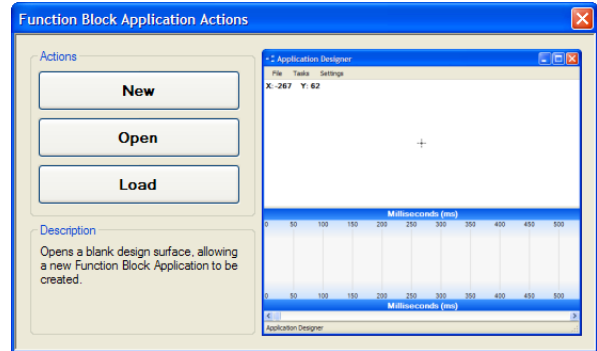 Function Block Application Actions
Actions
New
Open
Load
Description
Opens a blank design surface, allowing
a new Function Block Application to be
created.
Application Designer
File Tasks Settings
X:-267 Y: 62
Milliseconds (ms)
0 50 100 150 200 250 300 350 400 450 500
0 50 100 150 200 250 300 350 400 450 500
Milliseconds (ms)
Application Designer